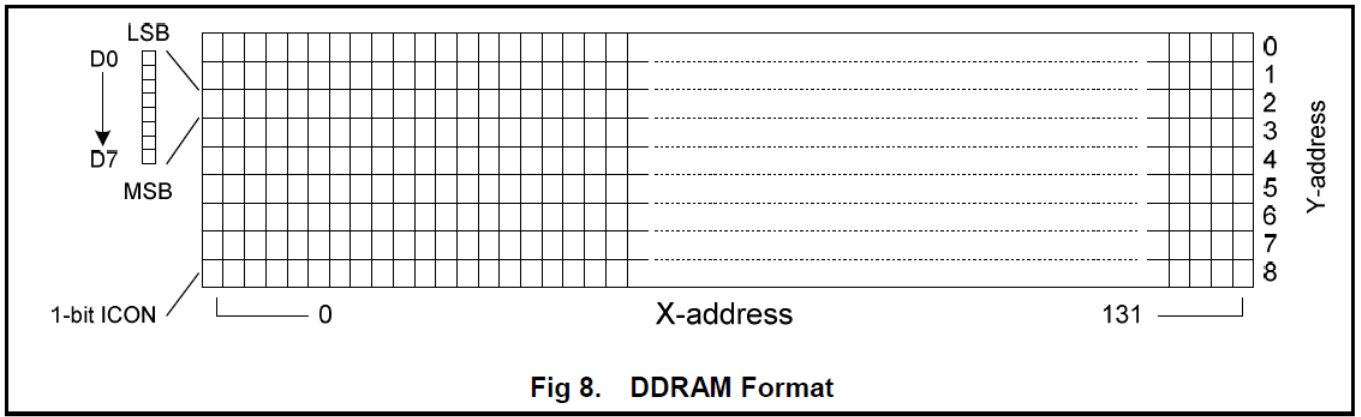 LSB
D0
D7
MSB
1-bit ICON
0
1
2
3
4
5
6
7
8
Y-address
0
X-address
131
Fig 8. DDRAM Format